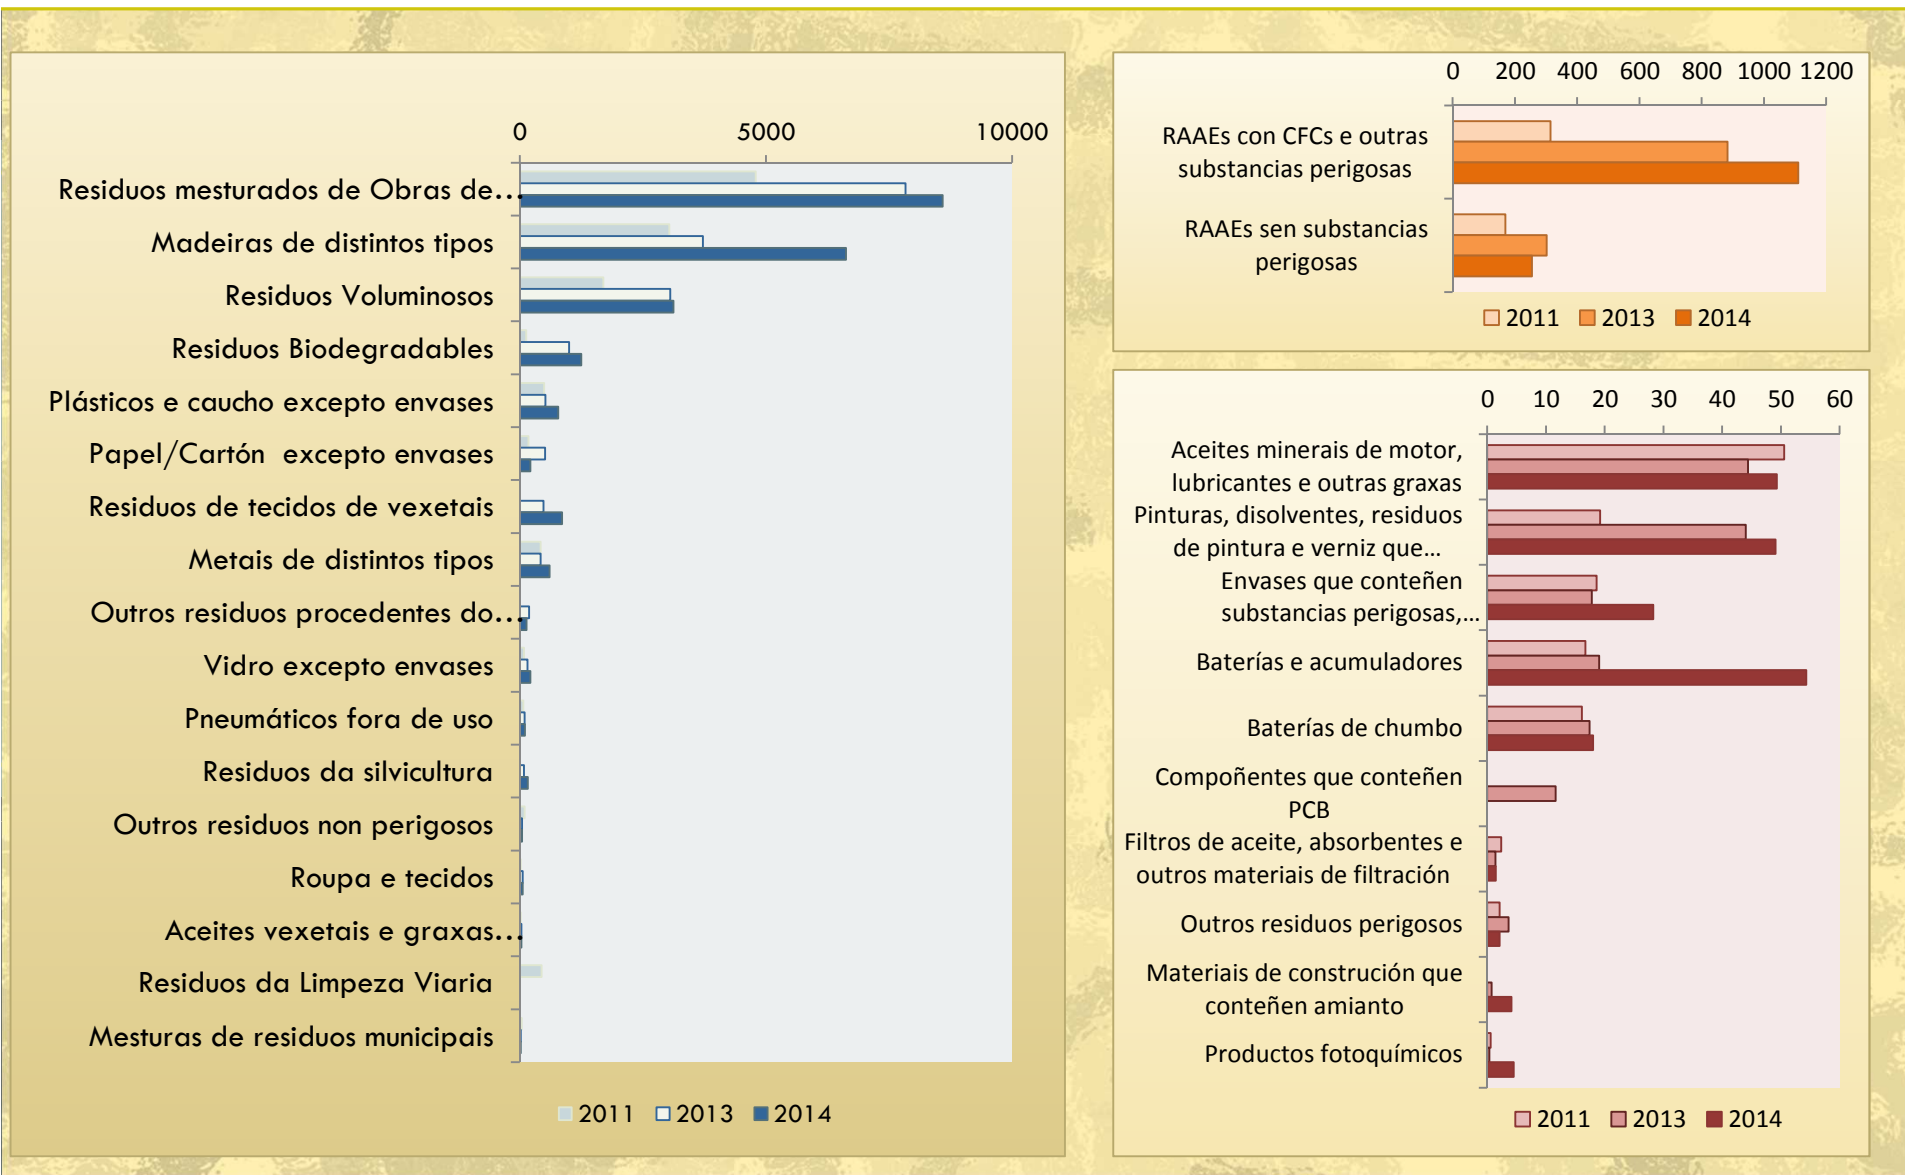 0 5000 10000
Residuos mesturados de Obras de…
Madeiras de distintos tipos
Residuos Voluminosos
Residuos Biodegradables
Plásticos e caucho excepto envases
Papel/Cartón excepto envases
Residuos de tecidos de vexetais
Metais de distintos tipos
Outros residuos procedentes do…
Vidro excepto envases
Pneumáticos fora de uso
Residuos da silvicultura
Outros residuos non perigosos
Roupa e tecidos
Aceites vexetais e graxas…
Residuos da Limpeza Viaria
Mesturas de residuos municipais
2011 2013 2014
0 200 400 600 800 1000 1200
RAAEs con CFCs e outras
substancias perigosas
RAAEs sen substancias
perigosas
2011 2013 2014
0 10 20 30 40 50 60
Aceites minerais de motor,
lubricantes e outras graxas
Pinturas, disolventes, residuos
de pintura e verniz que…
Envases que conteñen
substancias perigosas,…
Baterías e acumuladores
Baterías de chumbo
Compoñentes que conteñen
PCB
Filtros de aceite, absorbentes e
outros materiais de filtración
Outros residuos perigosos
Materiais de construción que
conteñen amianto
Productos fotoquímicos
2011 2013 2014